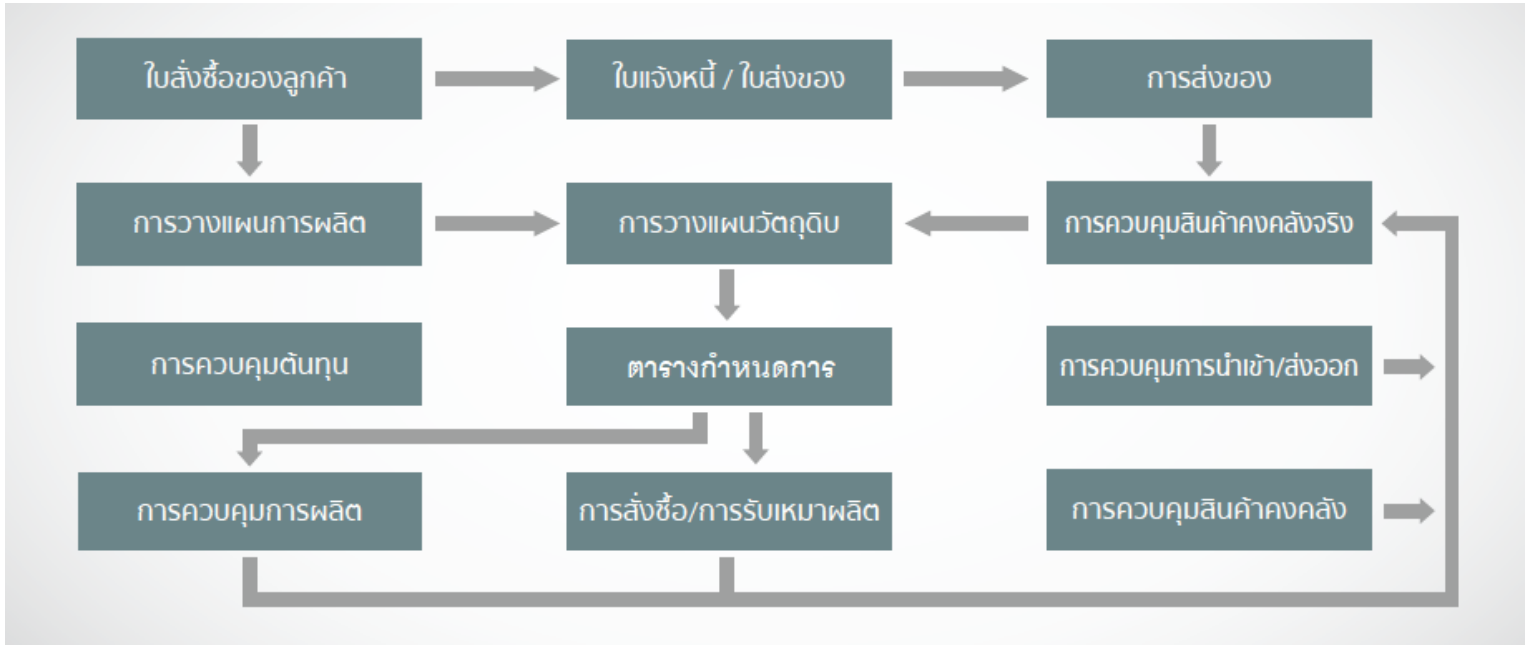 ใบสั่งซื้อของลูกค้า
ใบแจ้งหนี้ / ใบส่งของ
การส่งของ
การวางแผนการผลิต
การวางแผนวัตถุดิบ
การควบคุมสินค้าคงคลังจริง
การควบคุมต้นทุน
ตารางกำหนดการ
การควบคุมการนำเข้า/ส่งออก
การควบคุมการผลิต
การสั่งซื้อ/การรับเหมาผลิต
การควบคุมสินค้าคงคลัง